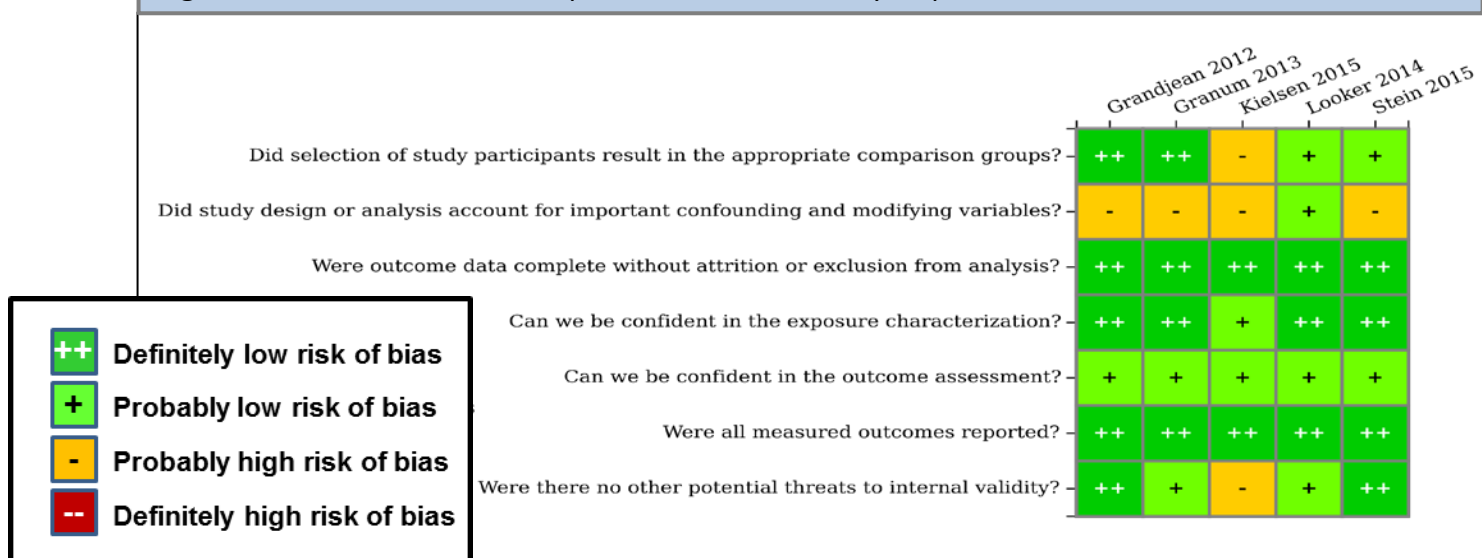 Grandjean 2012
Granum 2013
Kielsen 2015
Looker 2014
Stein 2015
Did selection of study participants result in the appropriate comparison groups? ++ ++ - + +
Did study design or analysis account for important confounding and modifying variables? - - - + -
Were outcome data complete without attrition or exclusion from analysis? ++ ++ ++ ++ ++
Can we be confident in the exposure characterization? ++ ++ + ++ ++
Can we be confident in the outcome assessment? + + + + +
Were all measured outcomes reported? ++ ++ ++ ++ ++
Were there no other potential threats to internal validity? ++ + - + ++
++ Definitely low risk of bias
+ Probably low risk of bias
- Probably high risk of bias
-- Definitely high risk of bias